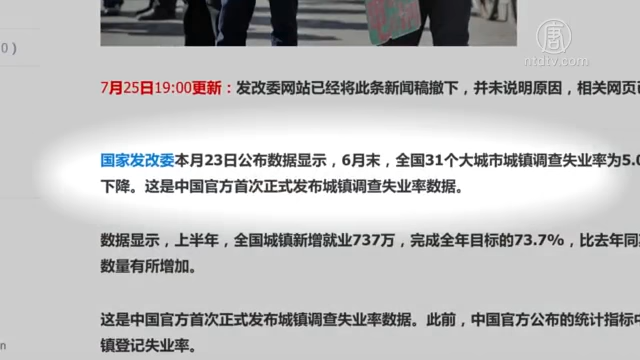 唐
ntdtv.com
0）
7月25日19:00更新：发改委网站已经将此条新闻稿撤下，并未说明原因，相关网页
国家发改委本月23日公布数据显示，6月末，全国31个大城市城镇调查失业率为5.0
下降。这是中国官方首次正式发布城镇调查失业率数据。
数据显示，上半年，全国城镇新增就业737万，完成全年目标的73.7%，比去年同
数量有所增加。
这是中国官方首次正式发布城镇调查失业率数据。此前，中国官方公布的统计指标
n
镇登记失业率。